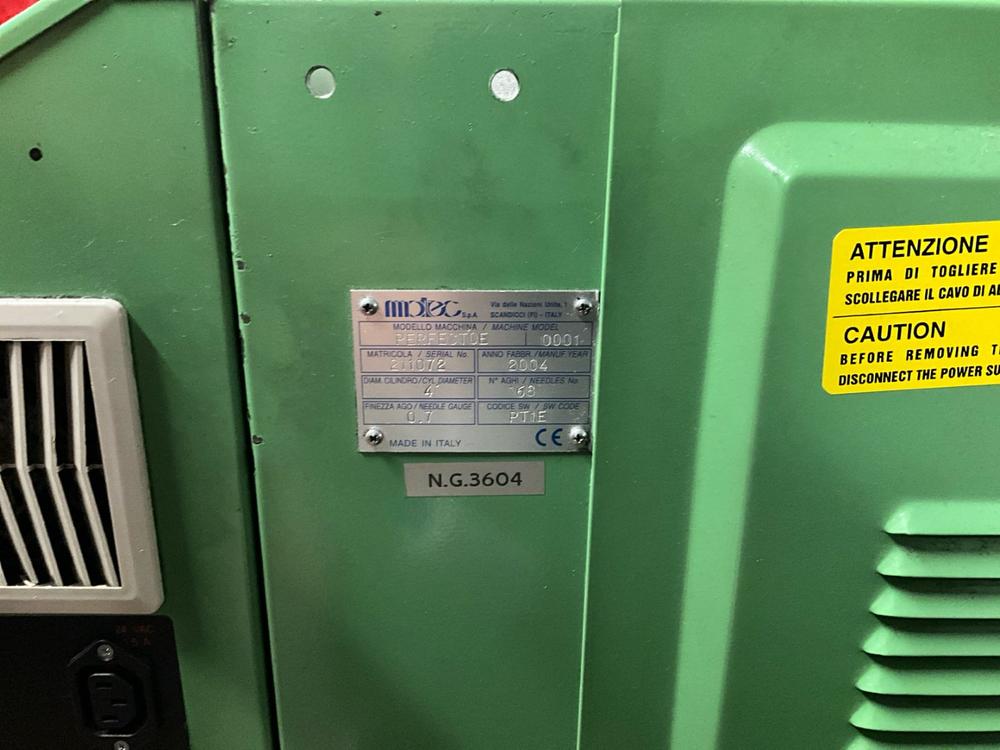 Matec S.p.A.
Via delle Nazioni Unite, 1
SCANDICCI (FI) - ITALY
MODELLO MACCHINA / MACHINE MODEL
0001
MATRICOLA / SERIAL No.
211072
ANNO FABBR./MANUF YEAR
2004
DIAM. CILINDRO/CYL DIAMETER
4
N° AGHI / NEEDLES No.
168
FINEZZA AGO / NEEDLE GAUGE
0.7
CODICE SW / SW CODE
PT1E
MADE IN ITALY
CE
N.G.3604
ATTENZIONE
PRIMA DI TOGLIERE
SCOLLEGARE IL CAVO DI
CAUTION
BEFORE REMOVING
DISCONNECT THE POWER
24 VAC
5 A